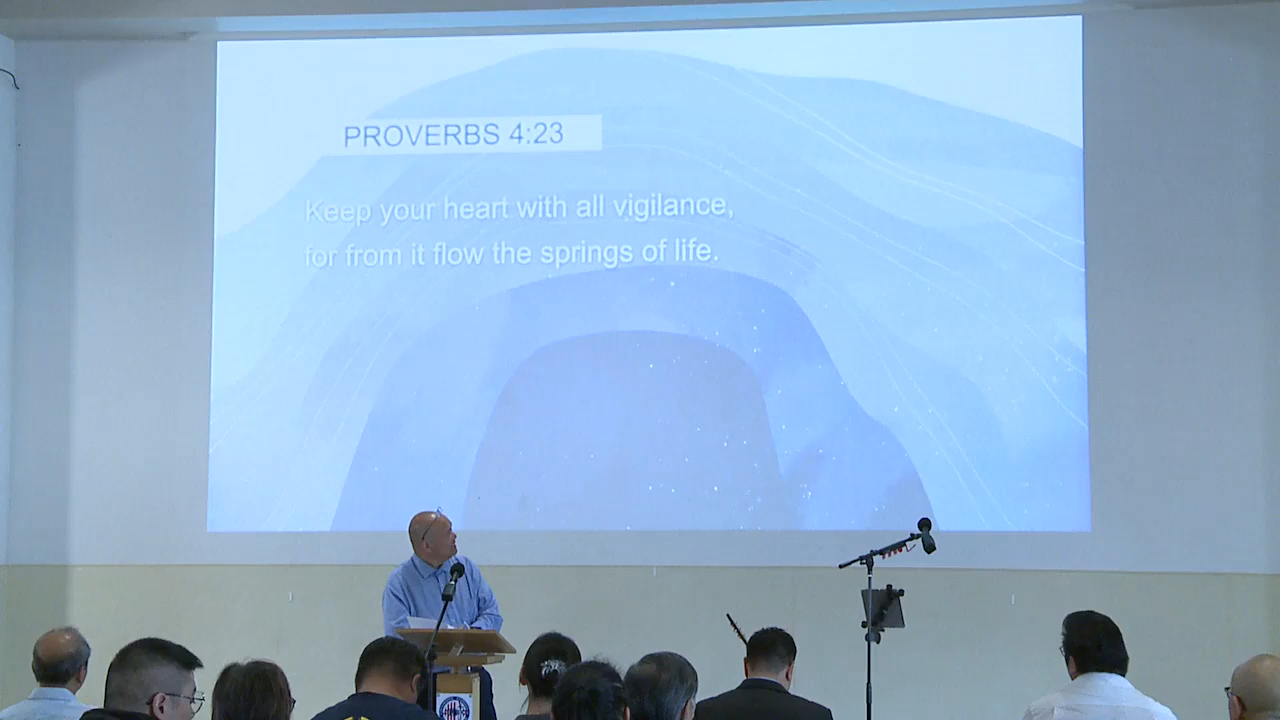 PROVERBS 4:23
Keep your heart with all vigilance,
for from it flow the springs of life.